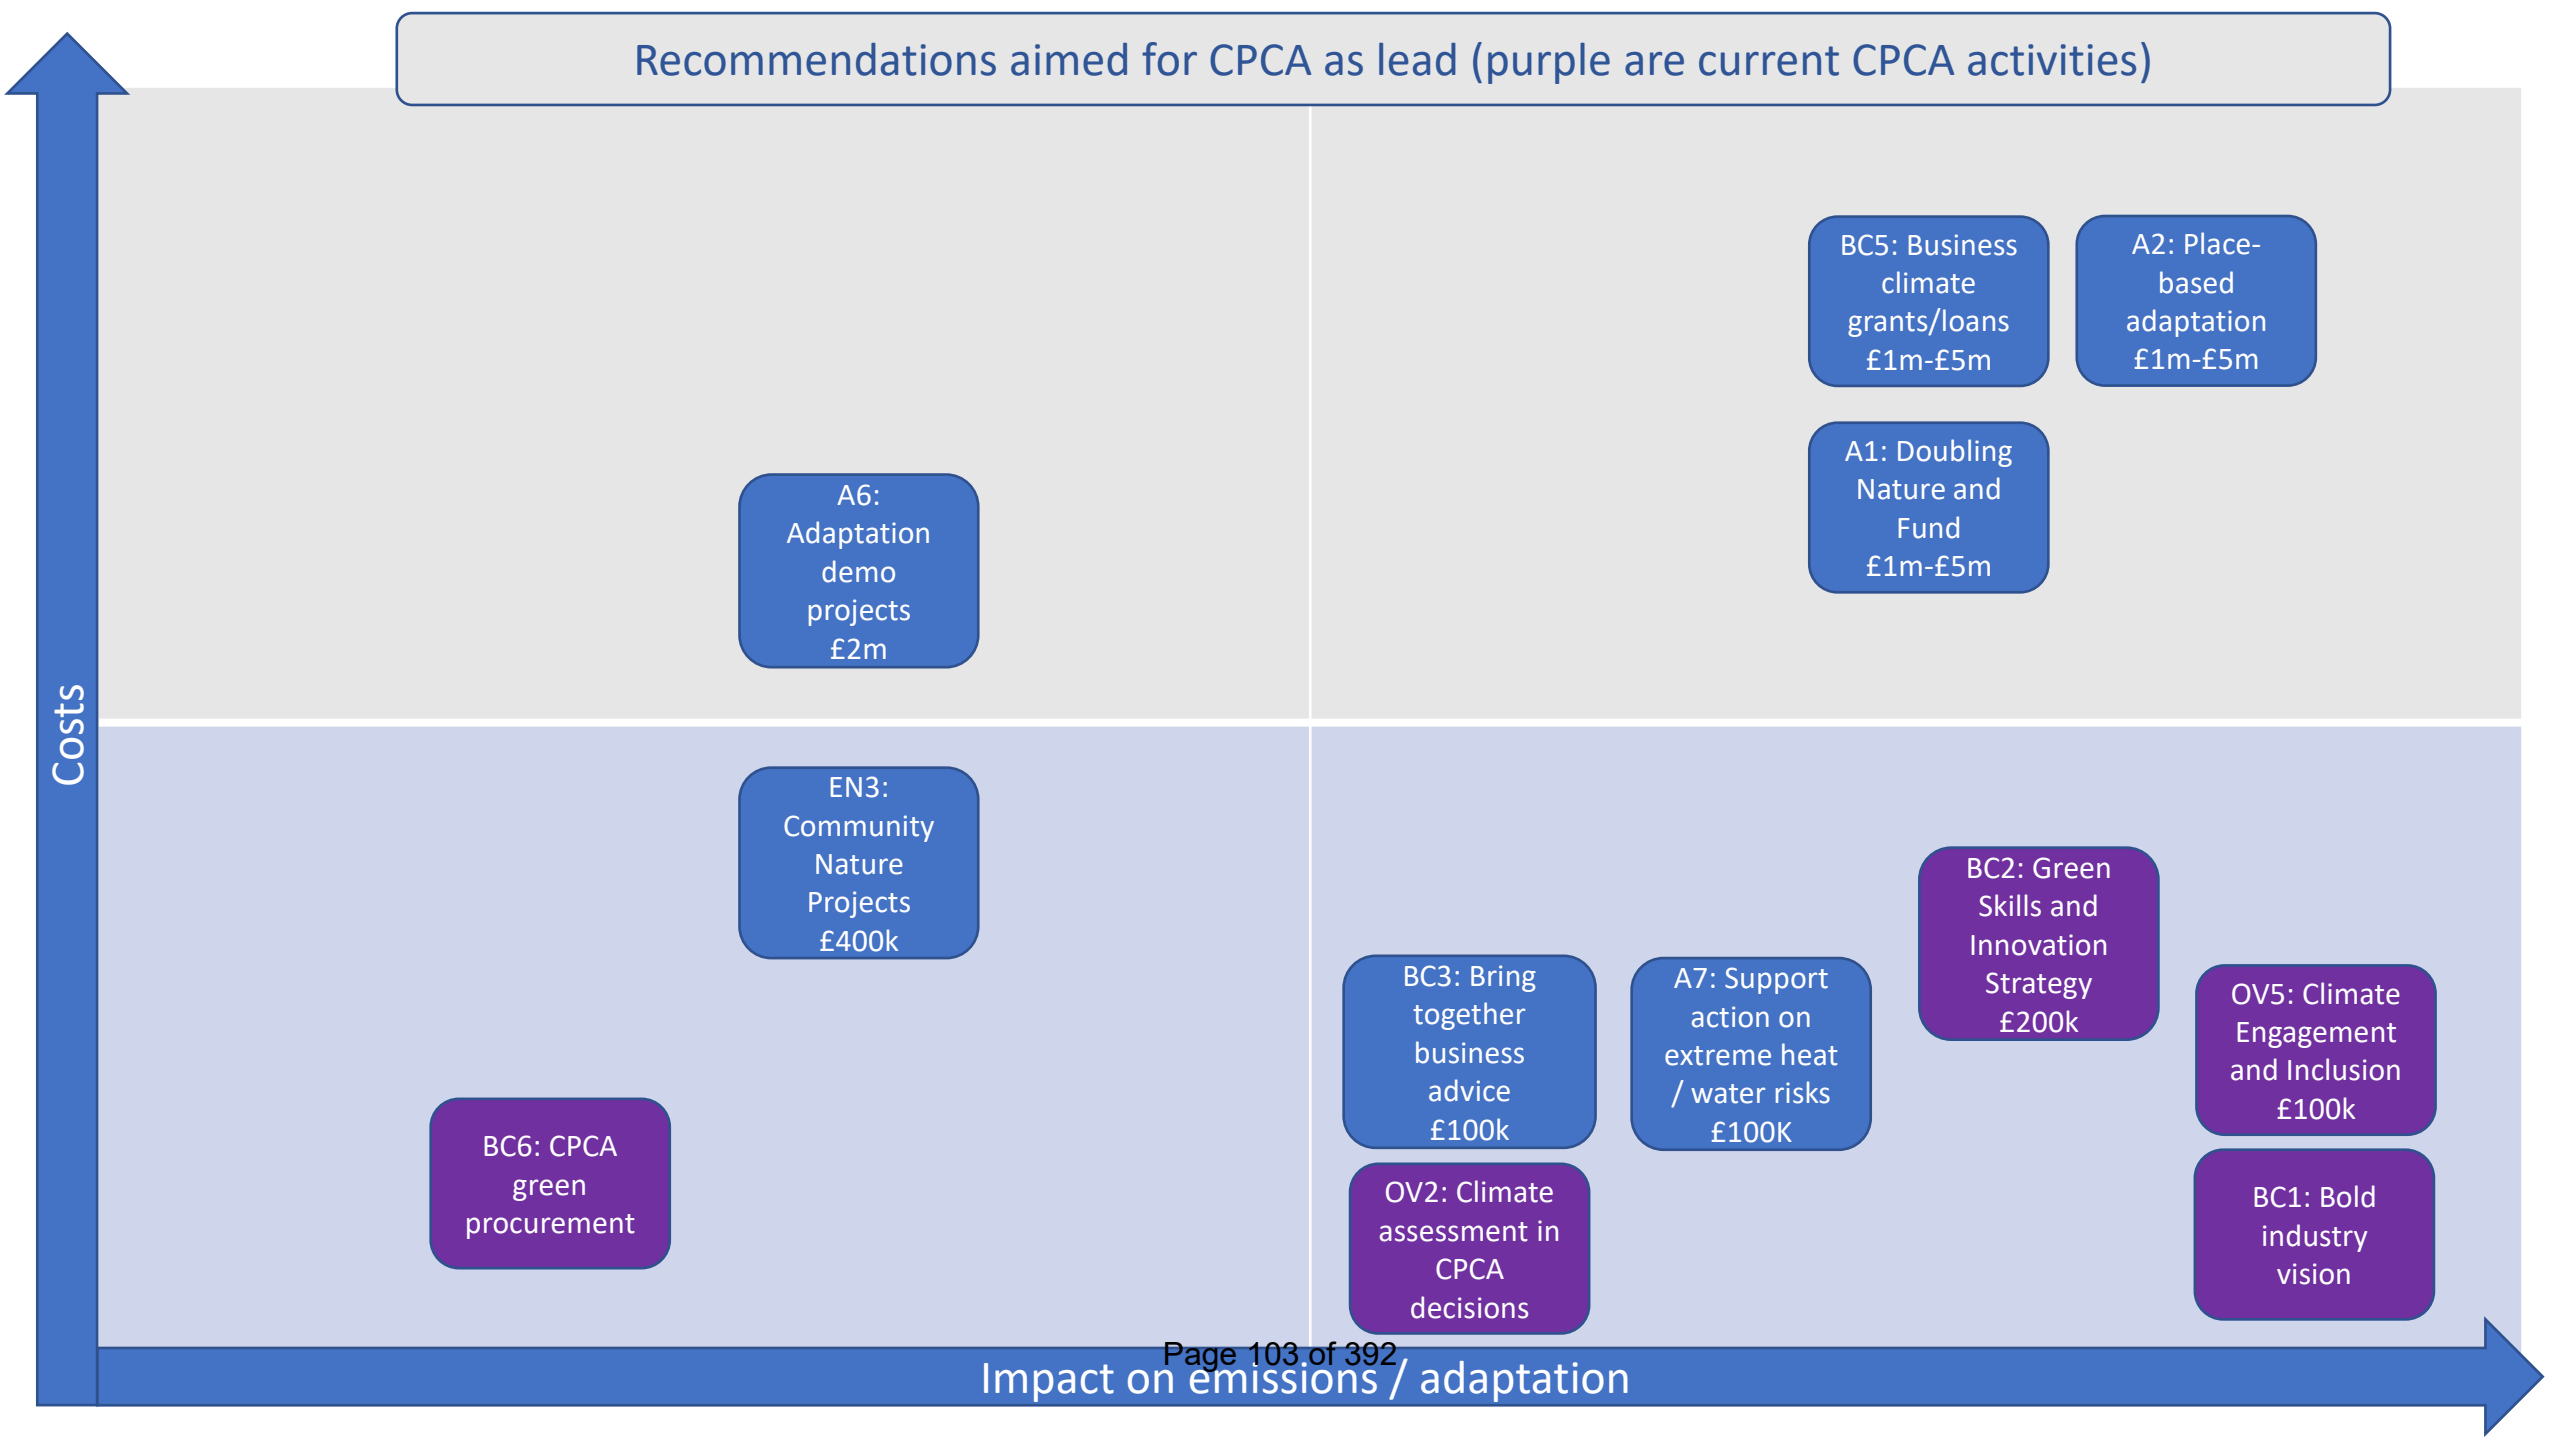 Recommendations aimed for CPCA as lead (purple are current CPCA activities)
Costs
BC5: Business
climate
grants/loans
£1m-£5m
A2: Place-
based
adaptation
£1m-£5m
A1: Doubling
Nature and
Fund
£1m-£5m
A6:
Adaptation
demo
projects
£2m
EN3:
Community
Nature
Projects
£400k
BC2: Green
Skills and
Innovation
Strategy
£200k
BC3: Bring
together
business
advice
£100k
A7: Support
action on
extreme heat
/ water risks
£100K
OV5: Climate
Engagement
and Inclusion
£100k
BC6: CPCA
green
procurement
OV2: Climate
assessment in
CPCA
decisions
BC1: Bold
industry
vision
Page 103 of 392
Impact on emissions / adaptation